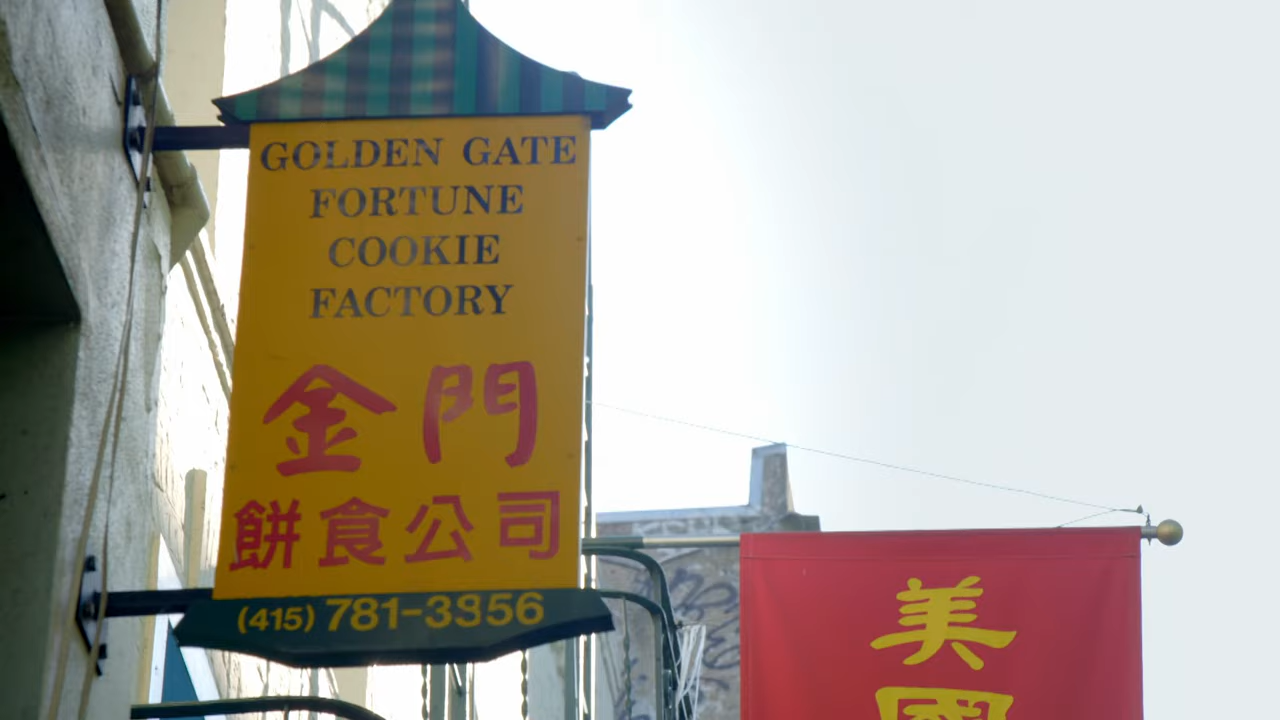 GOLDEN GATE
FORTUNE
COOKIE
FACTORY
金門
餅食公司
(415) 781-3956
美
國